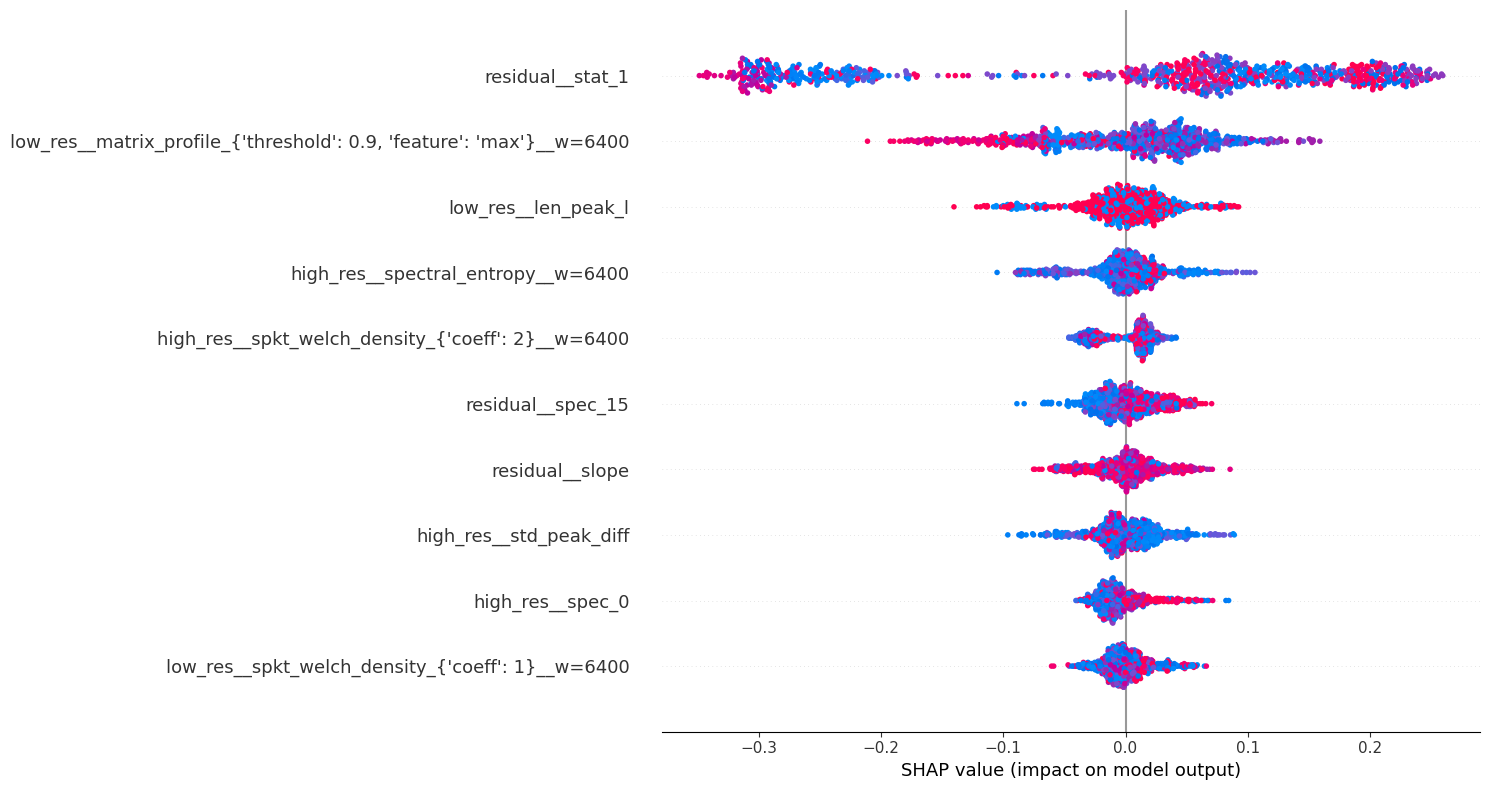 residual__stat_1
low_res__matrix_profile_{'threshold': 0.9, 'feature': 'max'}__w=6400
low_res__len_peak_l
high_res__spectral_entropy__w=6400
high_res__spkt_welch_density_{'coeff': 2}__w=6400
residual__spec_15
residual__slope
high_res__std_peak_diff
high_res__spec_0
low_res__spkt_welch_density_{'coeff': 1}__w=6400
−0.3 −0.2 −0.1 0.0 0.1 0.2
SHAP value (impact on model output)